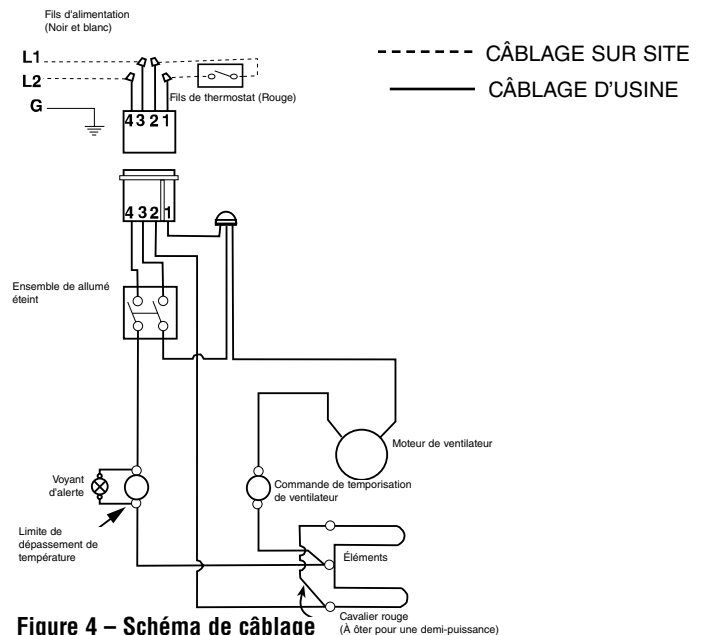 Fils d'alimentation
(Noir et blanc)
L1
L2
G
Fils de thermostat (Rouge)
4 3 2 1
CÂBLAGE SUR SITE
CÂBLAGE D'USINE
4 3 2 1
Ensemble de allumé
éteint
Moteur de ventilateur
Voyant
d'alerte
Commande de temporisation
de ventilateur
Limite de
dépassement de
température
Éléments
Cavalier rouge
(À ôter pour une demi-puissance)
Figure 4 – Schéma de câblage